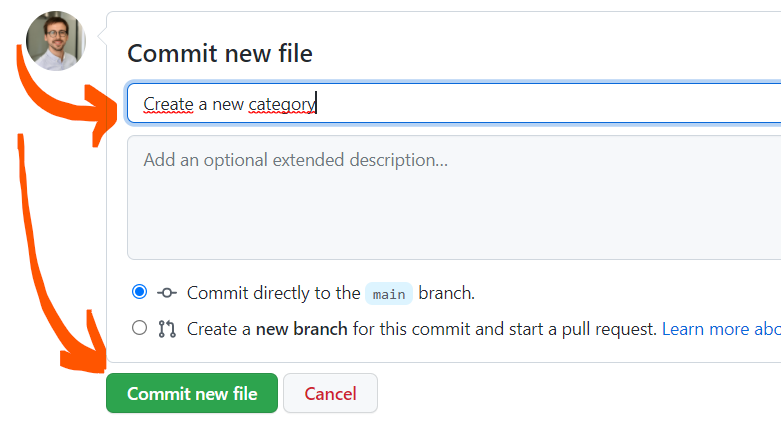 Commit new file
Create a new category
Add an optional extended description...
Commit directly to the main branch.
Create a new branch for this commit and start a pull request. Learn more abo
Commit new file
Cancel